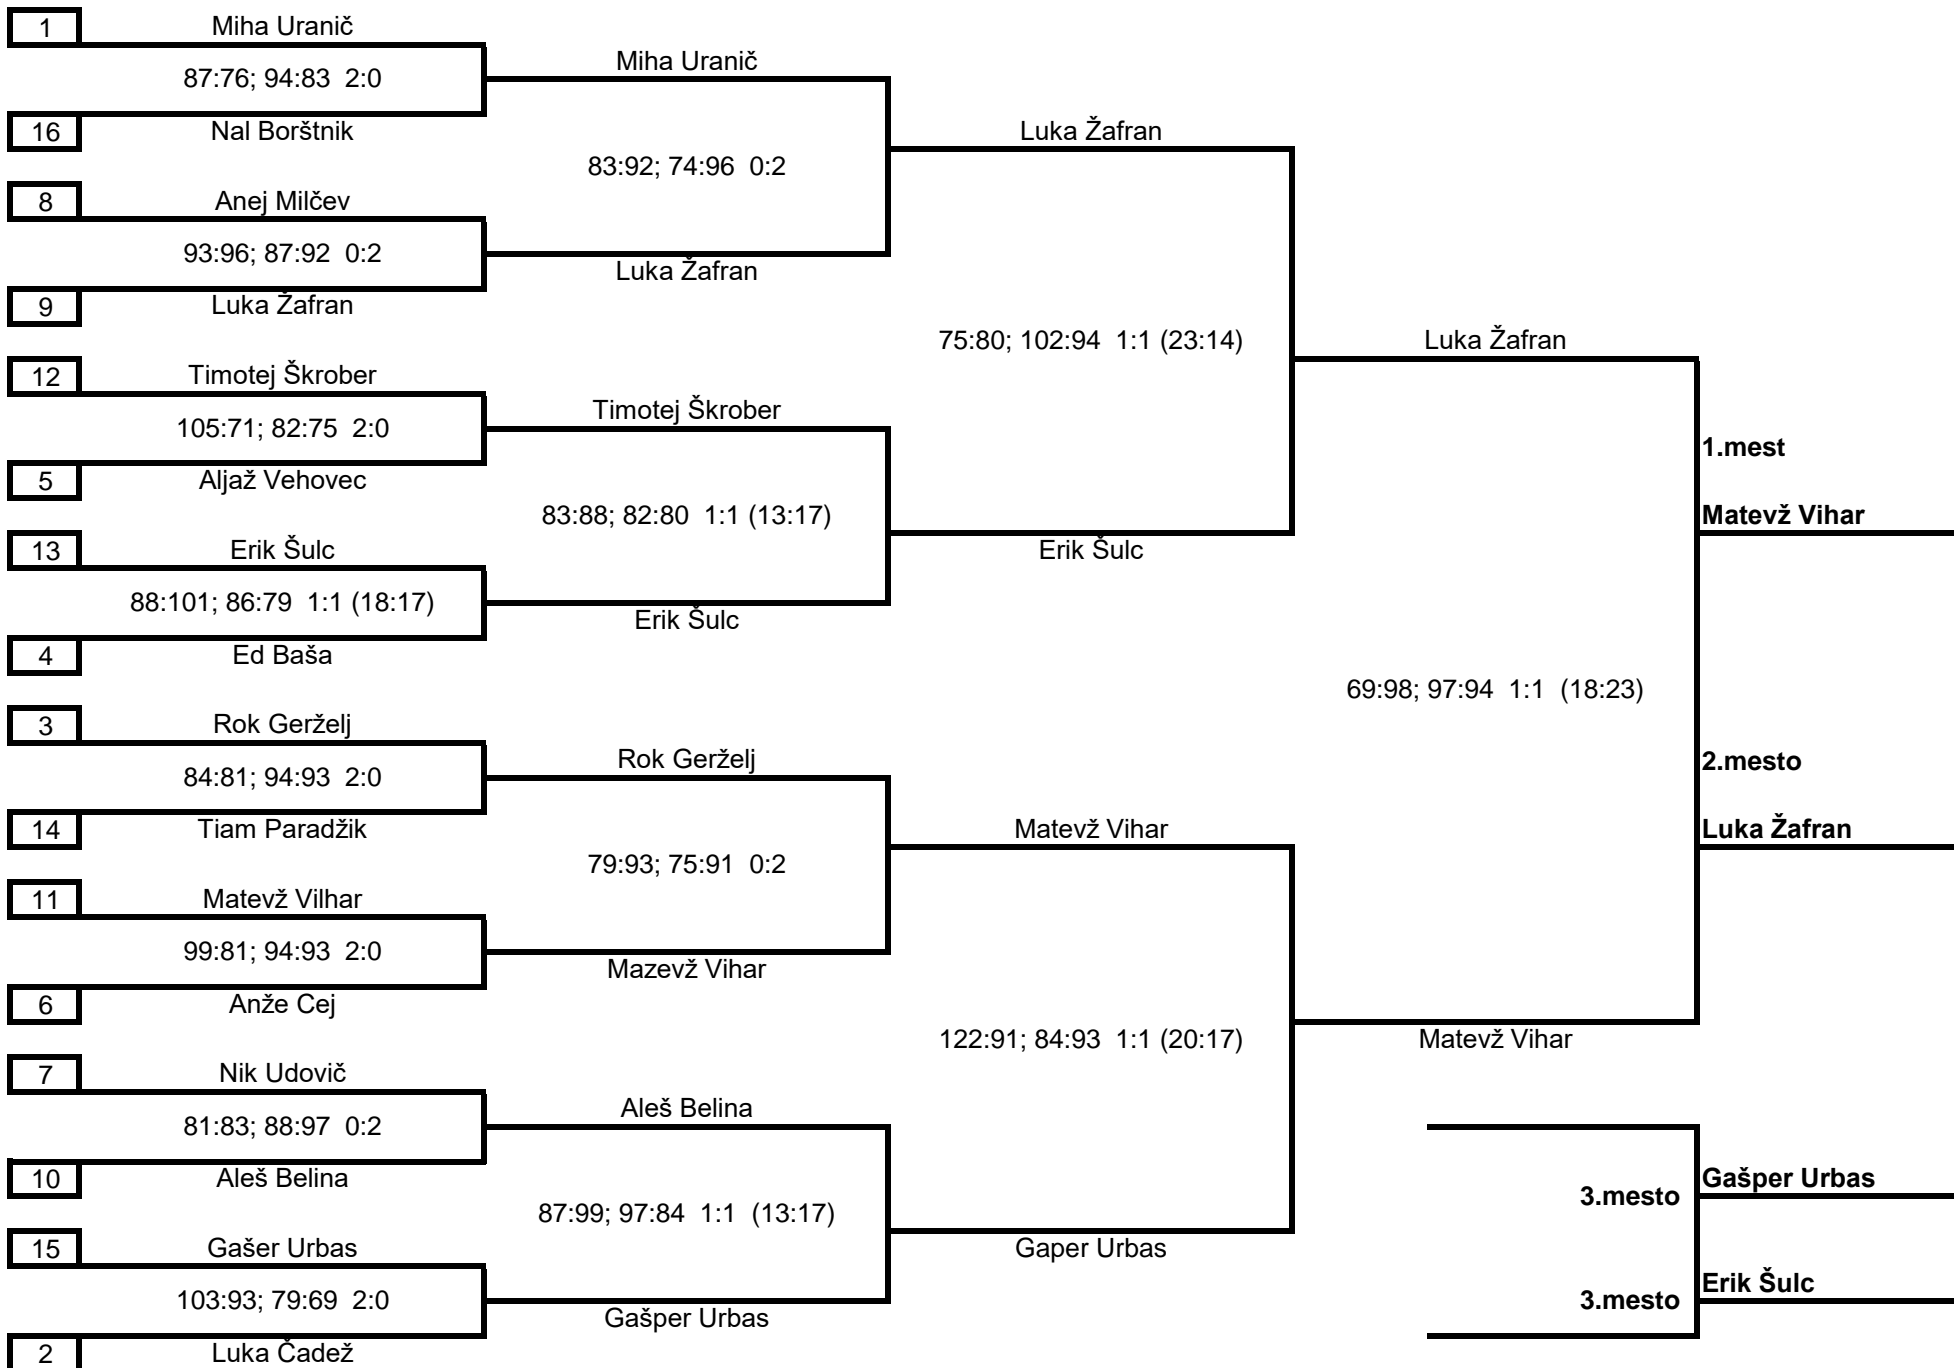 1 Miha Uranič
87:76; 94:83 2:0
16 Nal Borštnik
8 Anej Milčev
93:96; 87:92 0:2
9 Luka Žafran
12 Timotej Škrober
105:71; 82:75 2:0
5 Aljaž Vehovec
13 Erik Šulc
88:101; 86:79 1:1 (18:17)
4 Ed Baša
3 Rok Gerželj
84:81; 94:93 2:0
14 Tiam Paradžik
11 Matevž Vilhar
99:81; 94:93 2:0
6 Anže Cej
7 Nik Udovič
81:83; 88:97 0:2
10 Aleš Belina
15 Gašer Urbas
103:93; 79:69 2:0
2 Luka Čadež
Miha Uranič
83:92; 74:96 0:2
Luka Žafran
Timotej Škrober
83:88; 82:80 1:1 (13:17)
Erik Šulc
Rok Gerželj
79:93; 75:91 0:2
Mazevž Vihar
Aleš Belina
87:99; 97:84 1:1 (13:17)
Gašper Urbas
Luka Žafran
75:80; 102:94 1:1 (23:14)
Erik Šulc
Matevž Vihar
122:91; 84:93 1:1 (20:17)
Gaper Urbas
Luka Žafran
69:98; 97:94 1:1 (18:23)
Matevž Vihar
1.mest
Matevž Vihar
2.mesto
Luka Žafran
3.mesto Gašper Urbas
3.mesto Erik Šulc